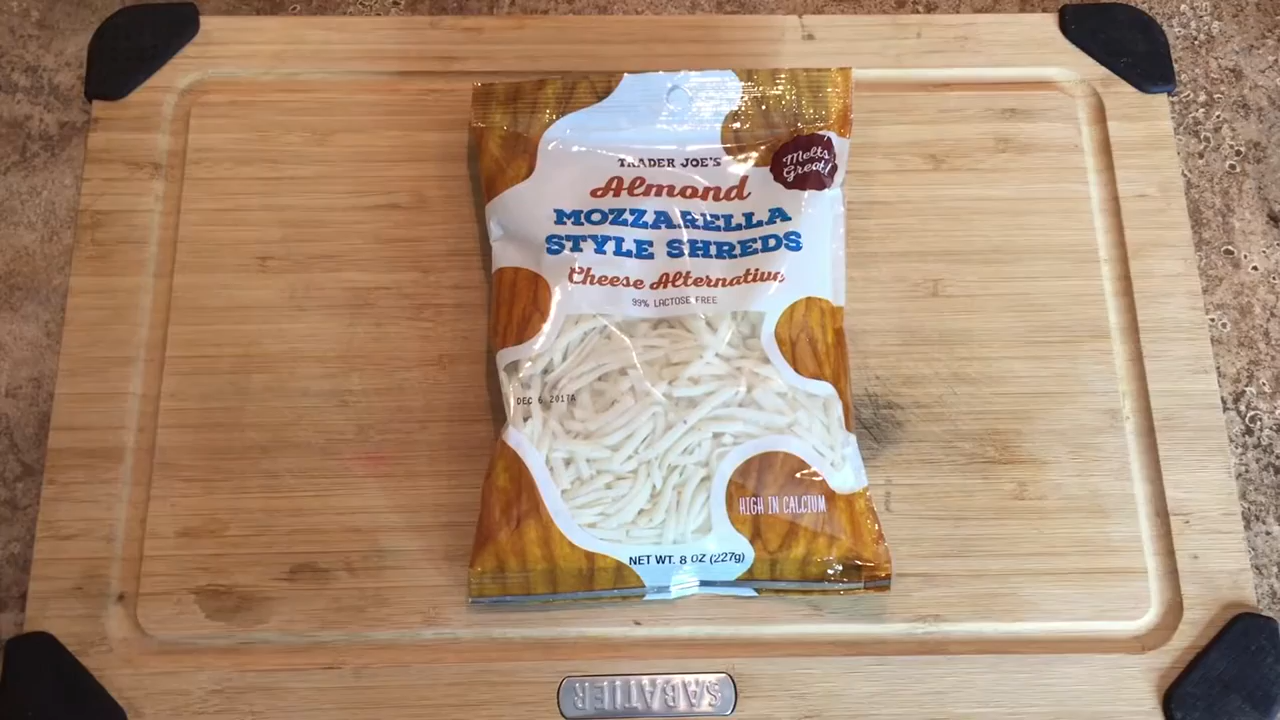 TRADER JOE'S
Melts
Great!
Almond
MOZZARELLA
STYLE SHREDS
Cheese Alternative
99% LACTOSE FREE
DEC 6 2017A
HIGH IN CALCIUM
NET WT. 8 OZ (227g)
SABATIER